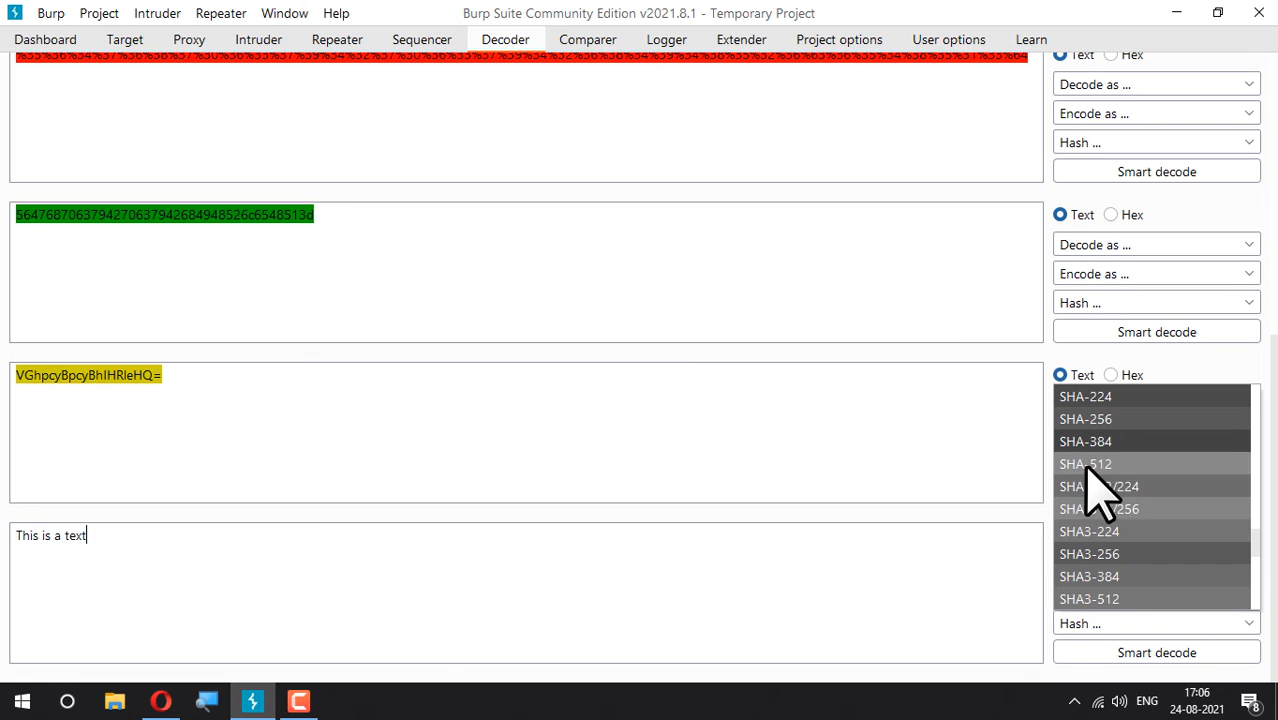 Burp Project Intruder Repeater Window Help Burp Suite Community Edition v2021.8.1 - Temporary Project
Dashboard Target Proxy Intruder Repeater Sequencer Decoder Comparer Logger Extender Project options User options Learn
Text Hex
Decode as ...
Encode as ...
Hash ...
Smart decode
564768706379427063794268494852​6c6548513d
Text Hex
Decode as ...
Encode as ...
Hash ...
Smart decode
VGhpcyBpcyBhIHRleHQ=
Text Hex
SHA-224
SHA-256
SHA-384
SHA-512
SHA3-224
SHA3-256
SHA3-384
SHA3-512
This is a text
Hash ...
Smart decode
ENG
17:06
24-08-2021
8